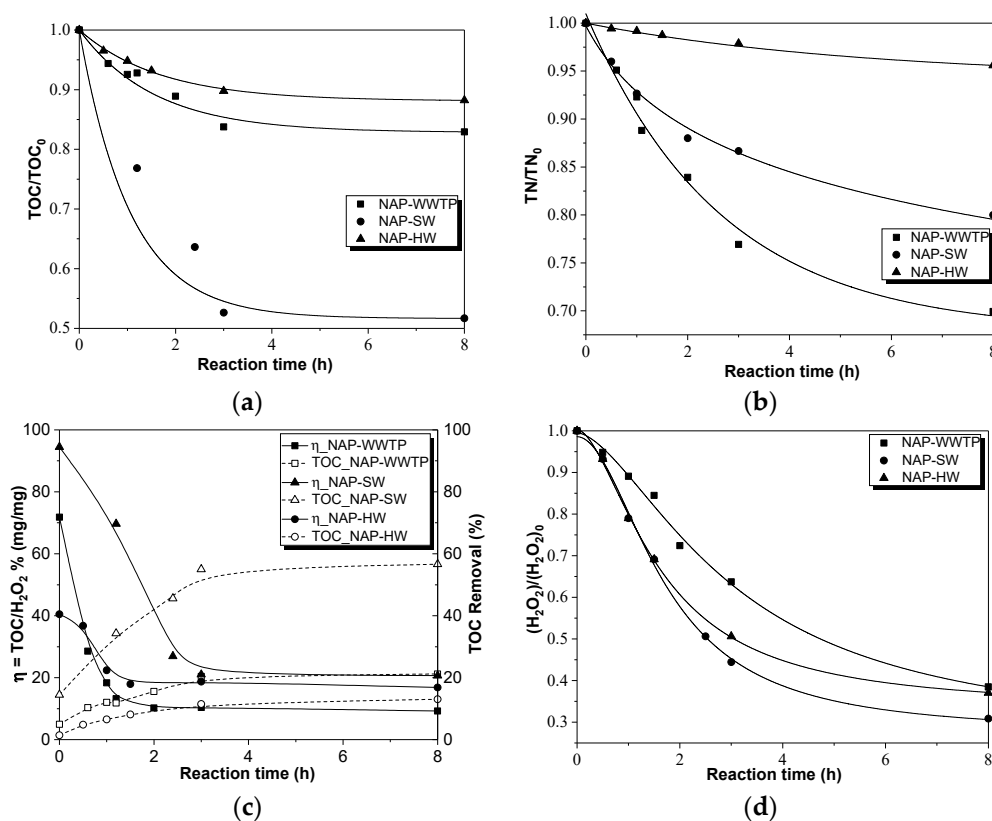 1.0
0.9
0.8
0.7
0.6
0.5
TOC/TOC0
NAP-WWTP
NAP-SW
NAP-HW
0 2 4 6 8
Reaction time (h)
(a)
1.00
0.95
0.90
0.85
0.80
0.75
0.70
TN/TN0
NAP-WWTP
NAP-SW
NAP-HW
0 2 4 6 8
Reaction time (h)
(b)
100
80
60
40
20
0
η = TOC/H2O2 % (mg/mg)
η_NAP-WWTP
TOC_NAP-WWTP
η_NAP-SW
TOC_NAP-SW
η_NAP-HW
TOC_NAP-HW
100
80
60
40
20
0
TOC Removal (%)
0 2 4 6 8
Reaction time (h)
(c)
1.0
0.9
0.8
0.7
0.6
0.5
0.4
0.3
(H2O2)/(H2O2)0
NAP-WWTP
NAP-SW
NAP-HW
0 2 4 6 8
Reaction time (h)
(d)